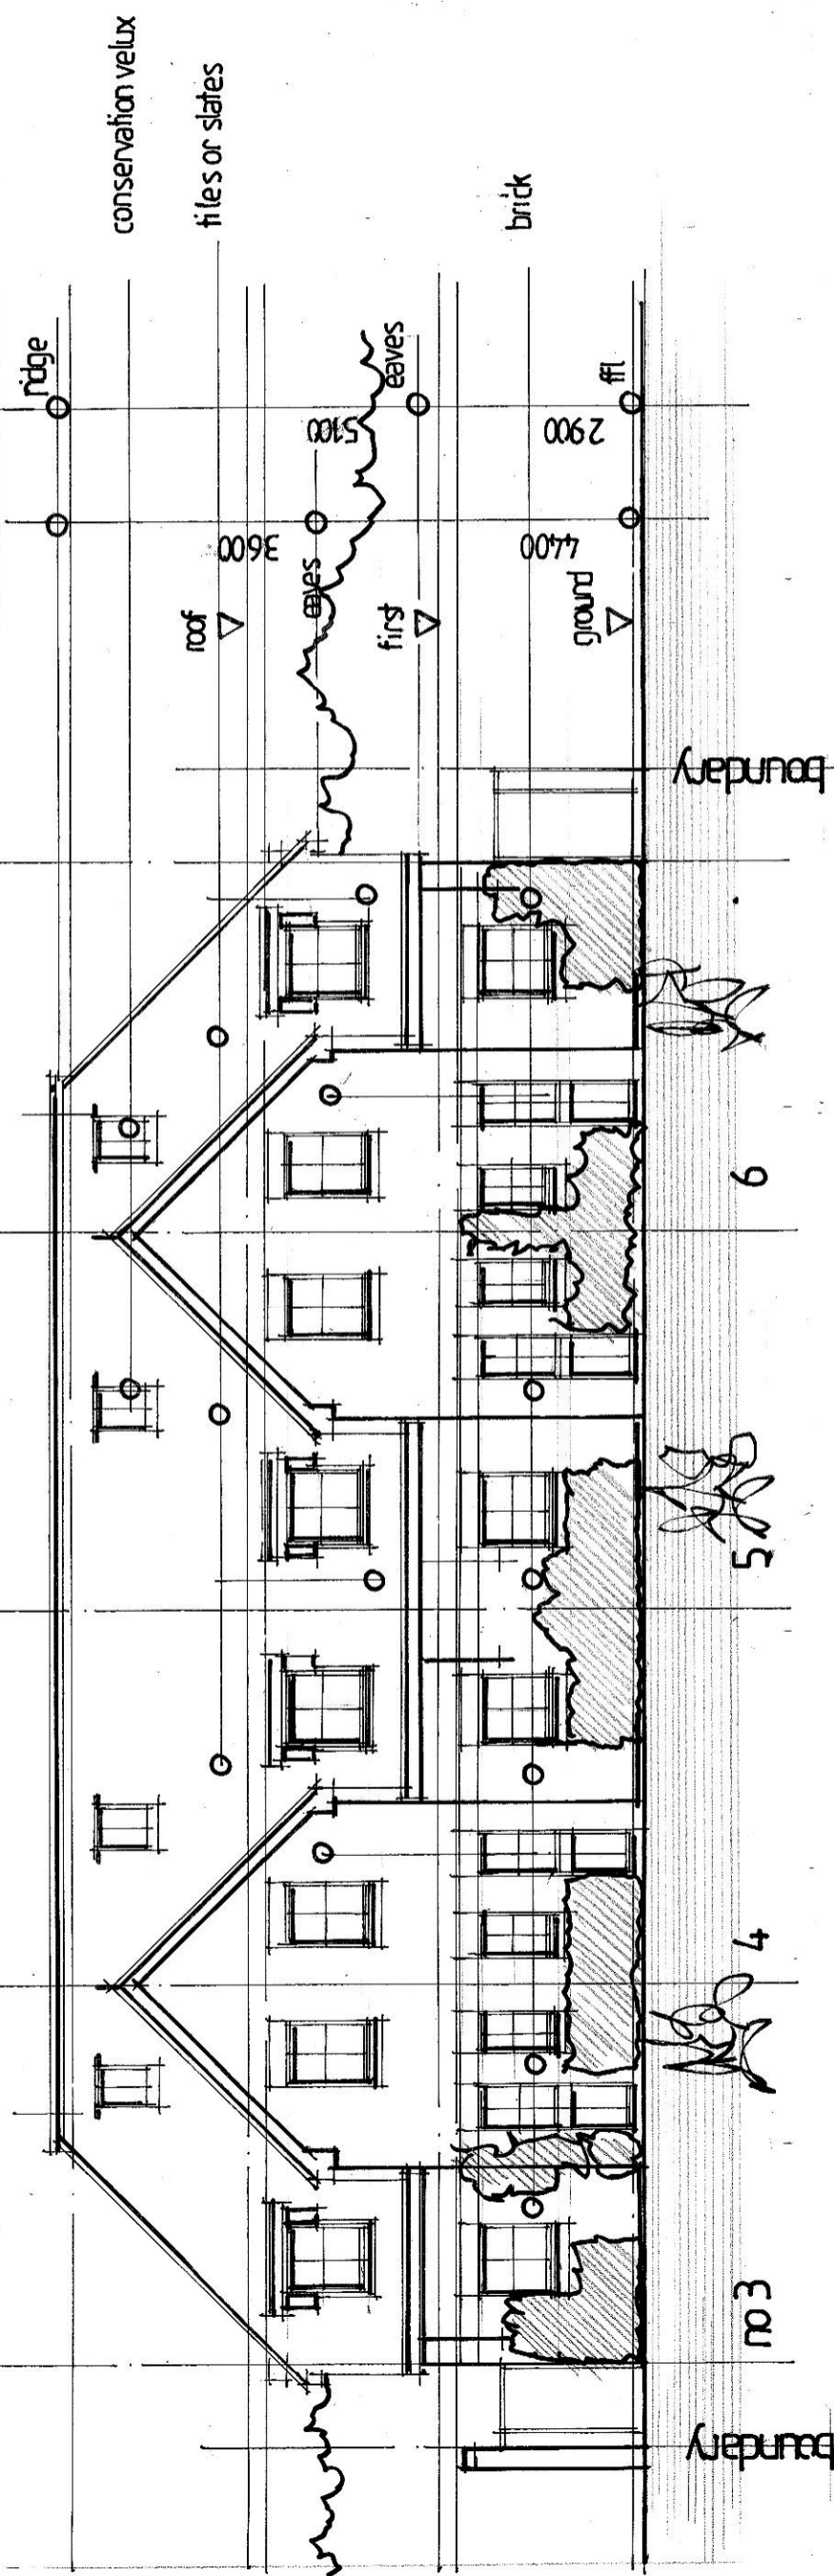 conservation velux
tiles or slates
brick
ridge
eaves
ffl
5100
2900
3600
4400
roof
eaves
first
ground
boundary
6
5
4
no 3
boundary